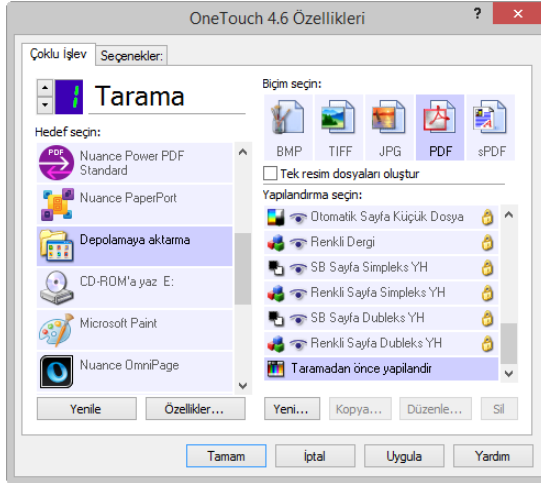 OneTouch 4.6 Özellikleri
Çoklu İşlev
Seçenekler:
1
Tarama
Hedef seçin:
PDF
Nuance Power PDF
Standard
Nuance PaperPort
Depolamaya aktarma
CD-ROM'a yaz E:
Microsoft Paint
Nuance OmniPage
Yenile
Özellikler...
Biçim seçin:
BMP
TIFF
JPG
PDF
sPDF
Tek resim dosyaları oluştur
Yapılandırma seçin:
Otomatik Sayfa Küçük Dosya
Renkli Dergi
SB Sayfa Simpleks YH
Renkli Sayfa Simpleks YH
SB Sayfa Dubleks YH
Renkli Sayfa Dubleks YH
Taramadan önce yapilandir
Yeni...
Kopya...
Düzenle...
Sil
Tamam
İptal
Uygula
Yardım